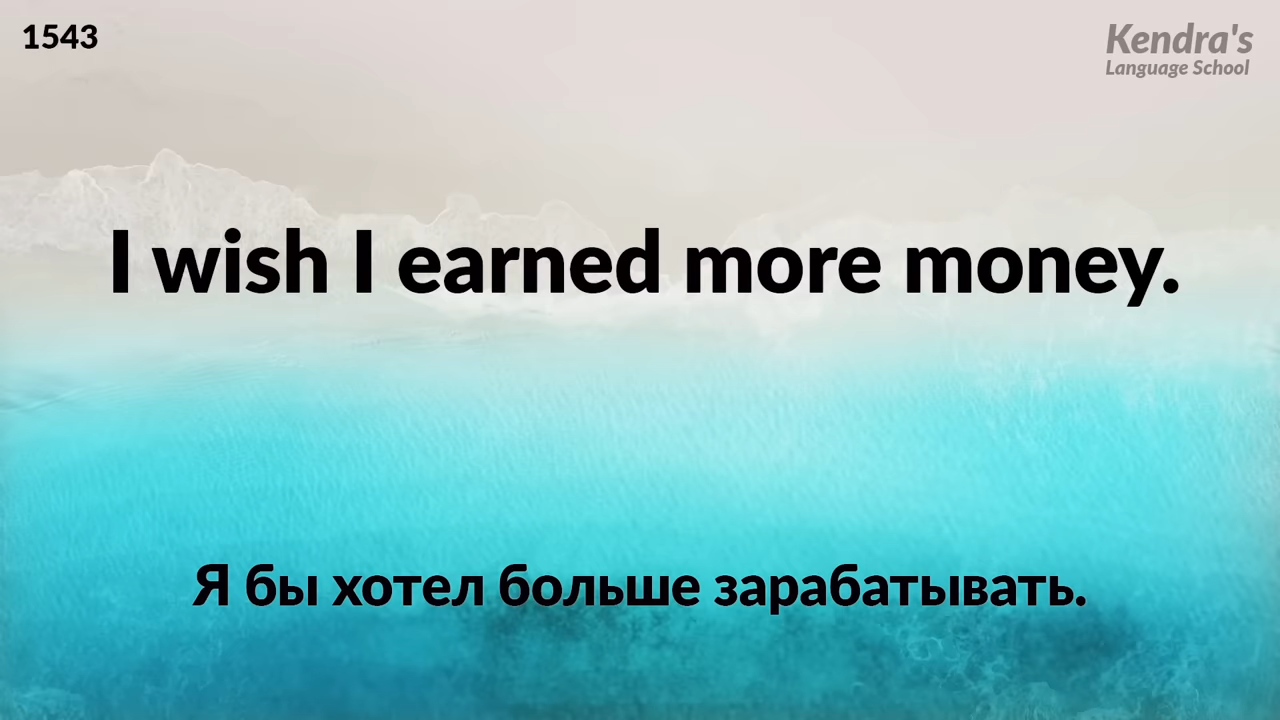 1543
Kendra's
Language School
I wish I earned more money.
Я бы хотел больше зарабатывать.